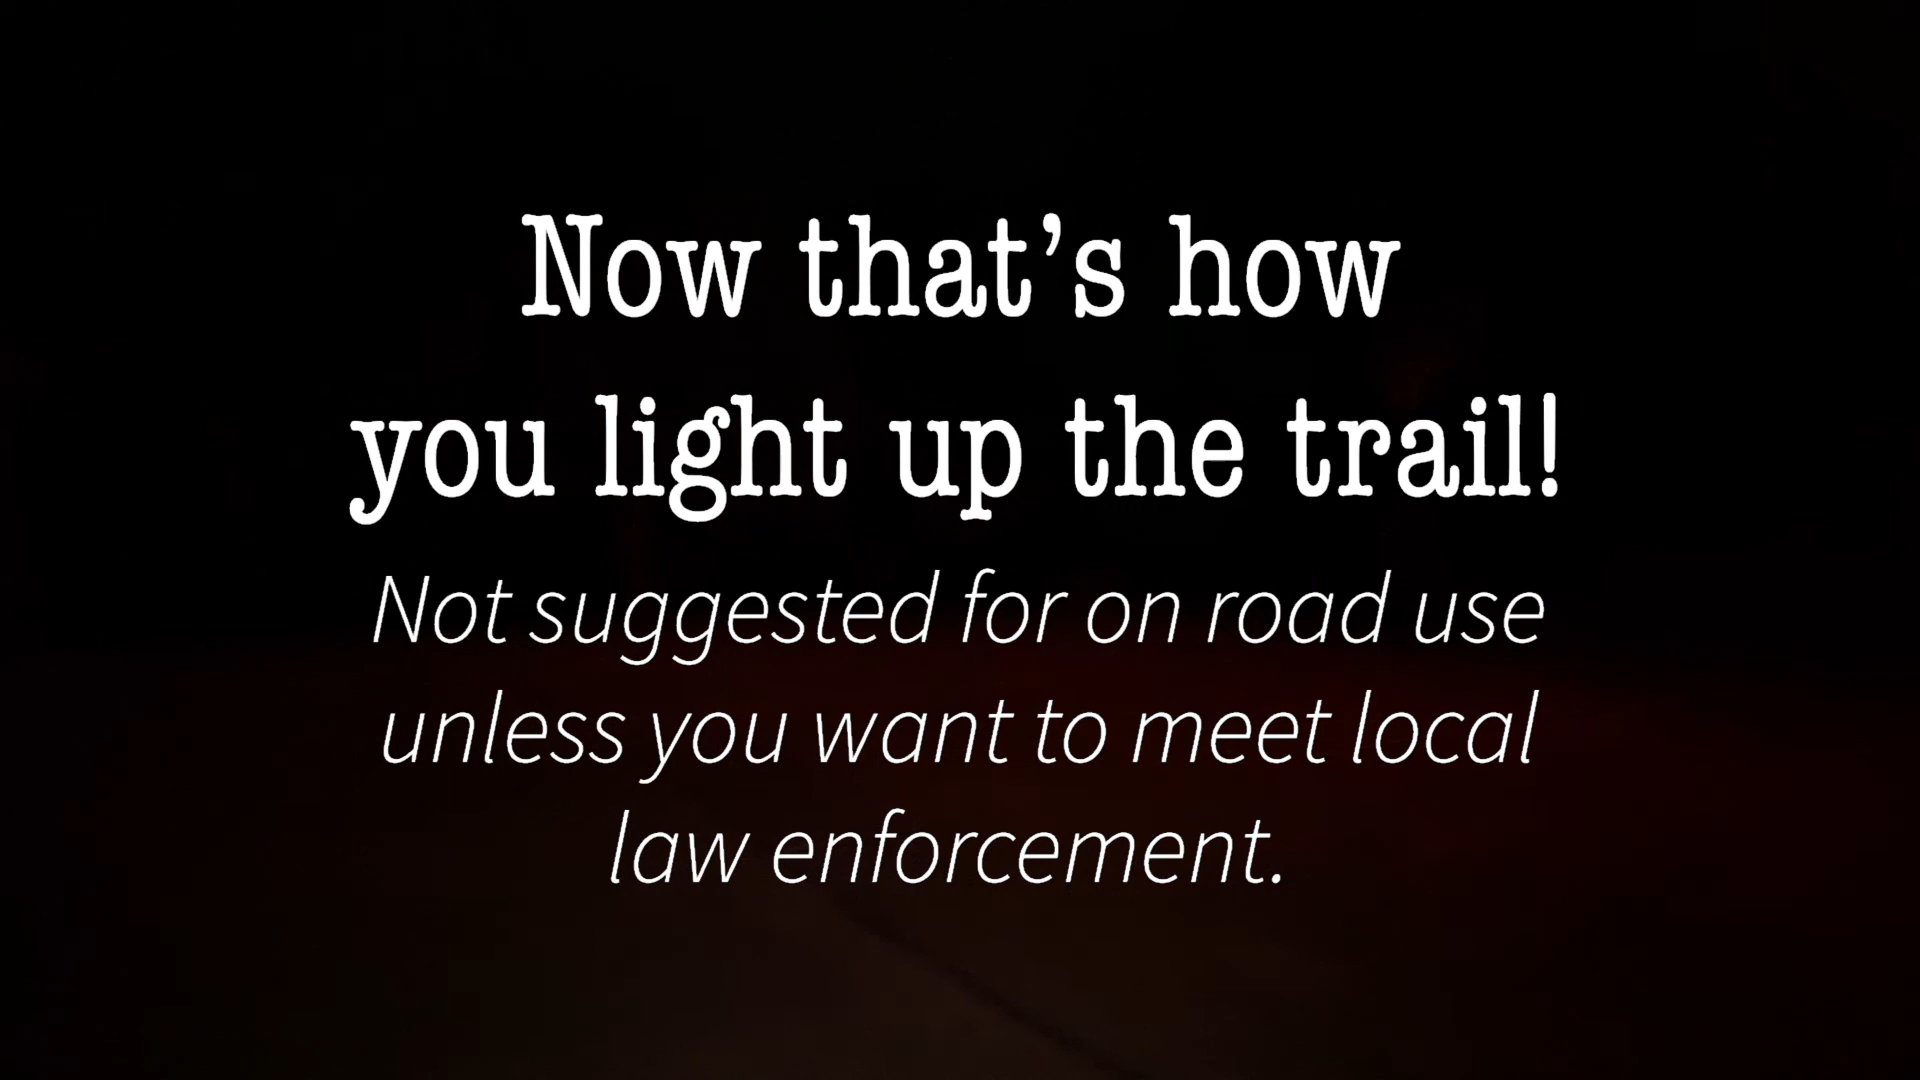 Now that’s how
you light up the trail!
Not suggested for on road use
unless you want to meet local
law enforcement.